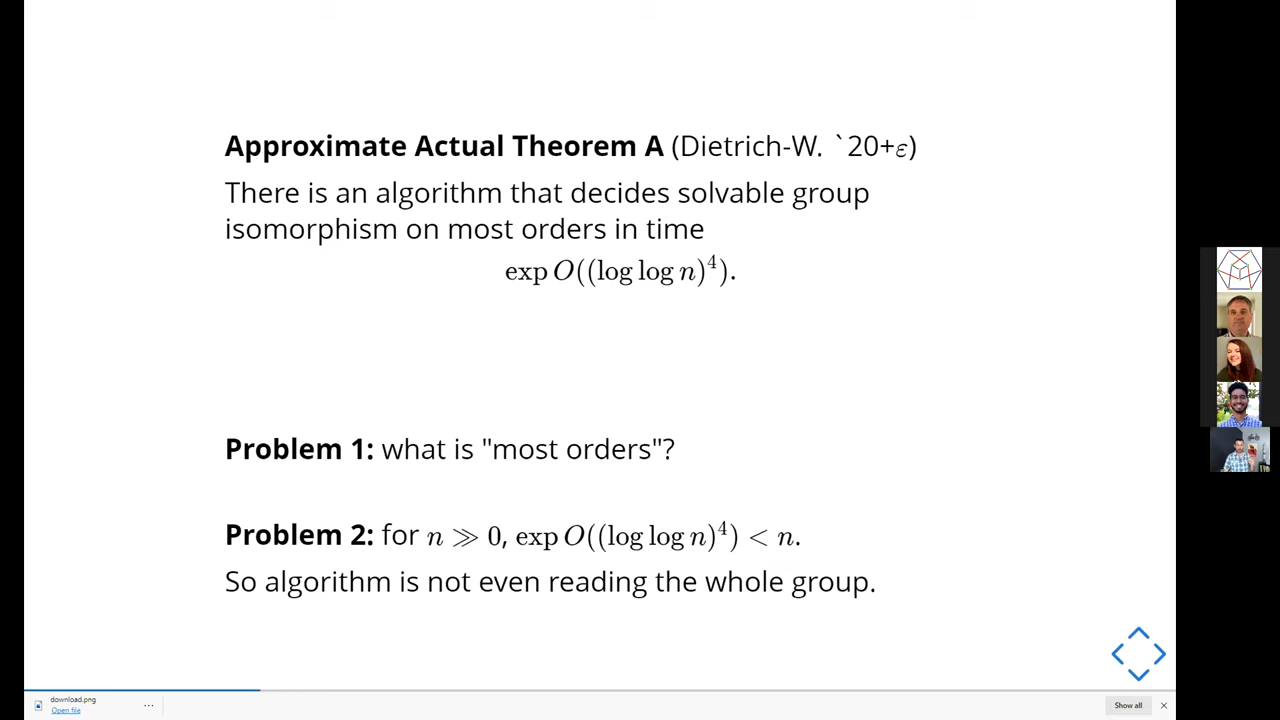 Approximate Actual Theorem A (Dietrich-W. `20+ε)
There is an algorithm that decides solvable group
isomorphism on most orders in time
exp O((log log n)⁴).
Problem 1: what is "most orders"?
Problem 2: for n ≫ 0, exp O((log log n)⁴) < n.
So algorithm is not even reading the whole group.
download.png
Open file
Show all